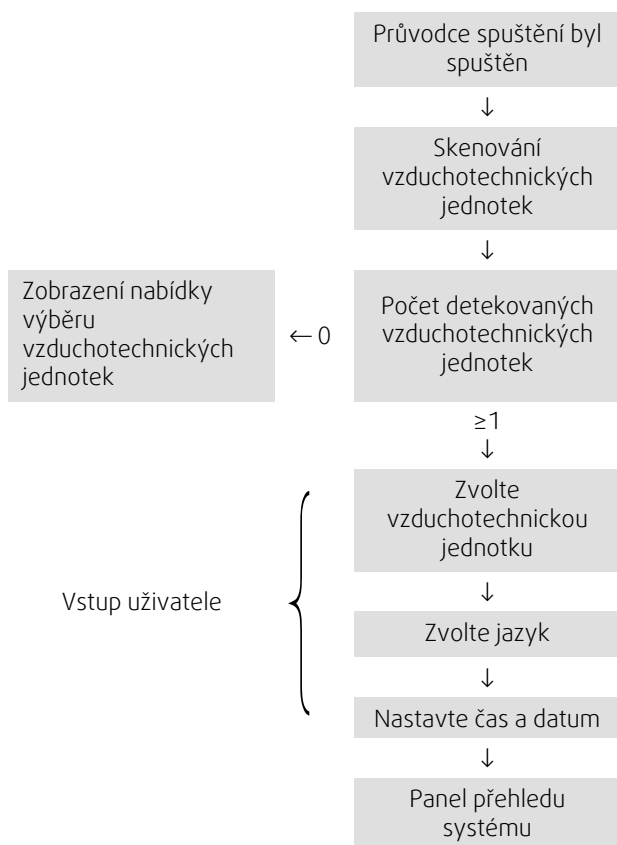 Průvodce spuštění byl
spuštěn
↓
Skenování
vzduchotechnických
jednotek
↓
Zobrazení nabídky
výběru
vzduchotechnických
jednotek
← 0
Počet detekovaných
vzduchotechnických
jednotek
≥1
↓
Zvolte
vzduchotechnickou
jednotku
↓
Vstup uživatele
Zvolte jazyk
↓
Nastavte čas a datum
↓
Panel přehledu
systému